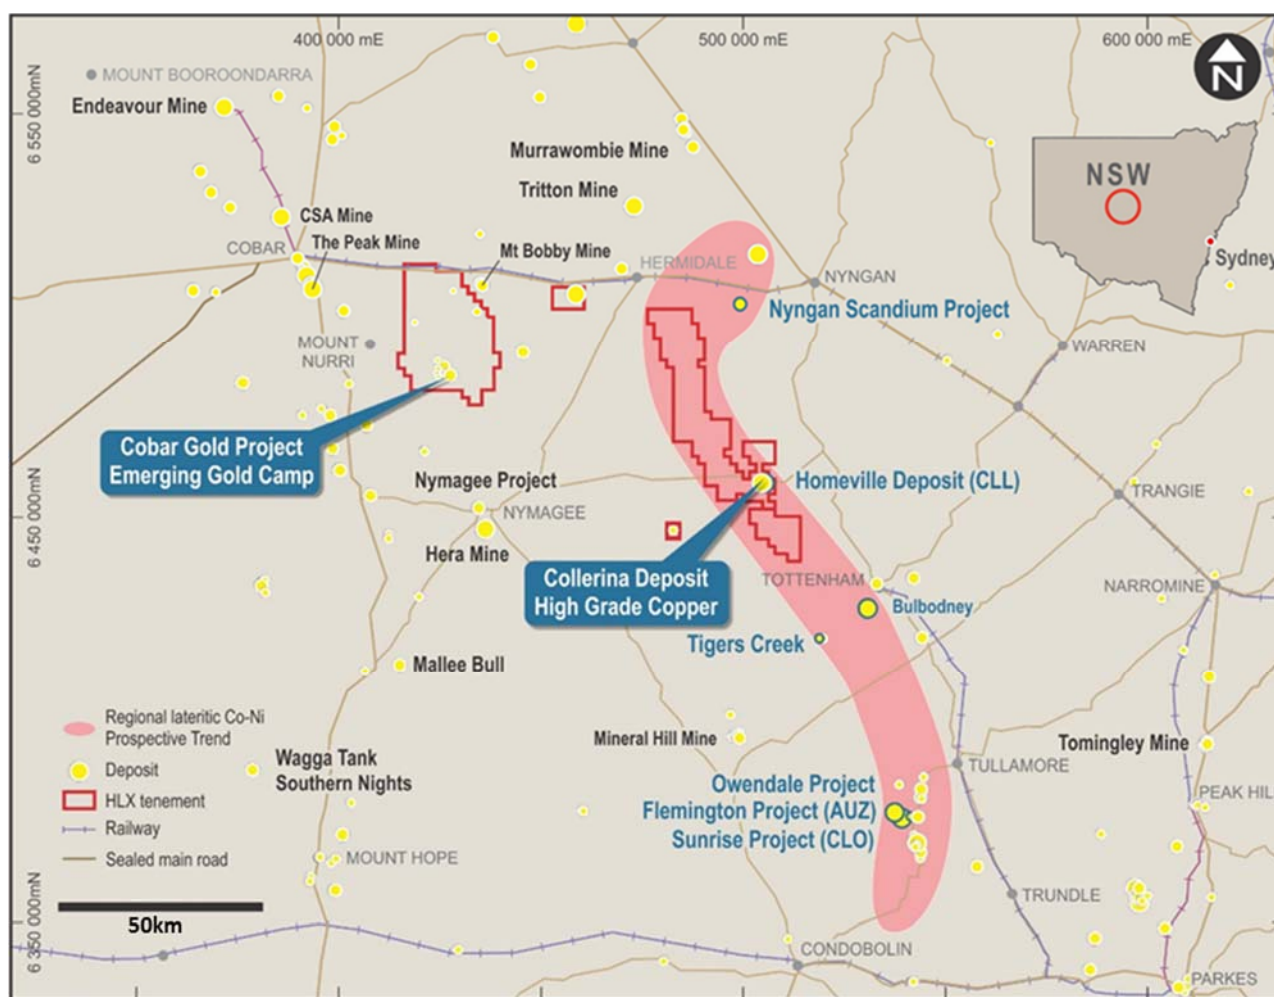 400 000 mE
500 000 mE
600 000 mE
N
MOUNT BOOROONDARRA
Endeavour Mine
6 550 000mN
Murrawombie Mine
Tritton Mine
NSW
Sydney
CSA Mine
COBAR
The Peak Mine
Mt Bobby Mine
HERMIDALE
NYNGAN
Nyngan Scandium Project
MOUNT
NURRI
WARREN
Cobar Gold Project
Emerging Gold Camp
Nymagee Project
Homeville Deposit (CLL)
TRANGIE
6 450 000mN
NYMAGEE
Hera Mine
Collerina Deposit
High Grade Copper
TOTTENHAM
NARROMINE
Bulbodney
Tigers Creek
Mallee Bull
Regional lateritic Co-Ni
Prospective Trend
Deposit
HLX tenement
Railway
Sealed main road
50km
Wagga Tank
Southern Nights
Mineral Hill Mine
Tomingley Mine
TULLAMORE
Owendale Project
Flemington Project (AUZ)
Sunrise Project (CLO)
PEAK HIL
MOUNT HOPE
TRUNDLE
6 350 000mN
CONDOBOLIN
PARKES